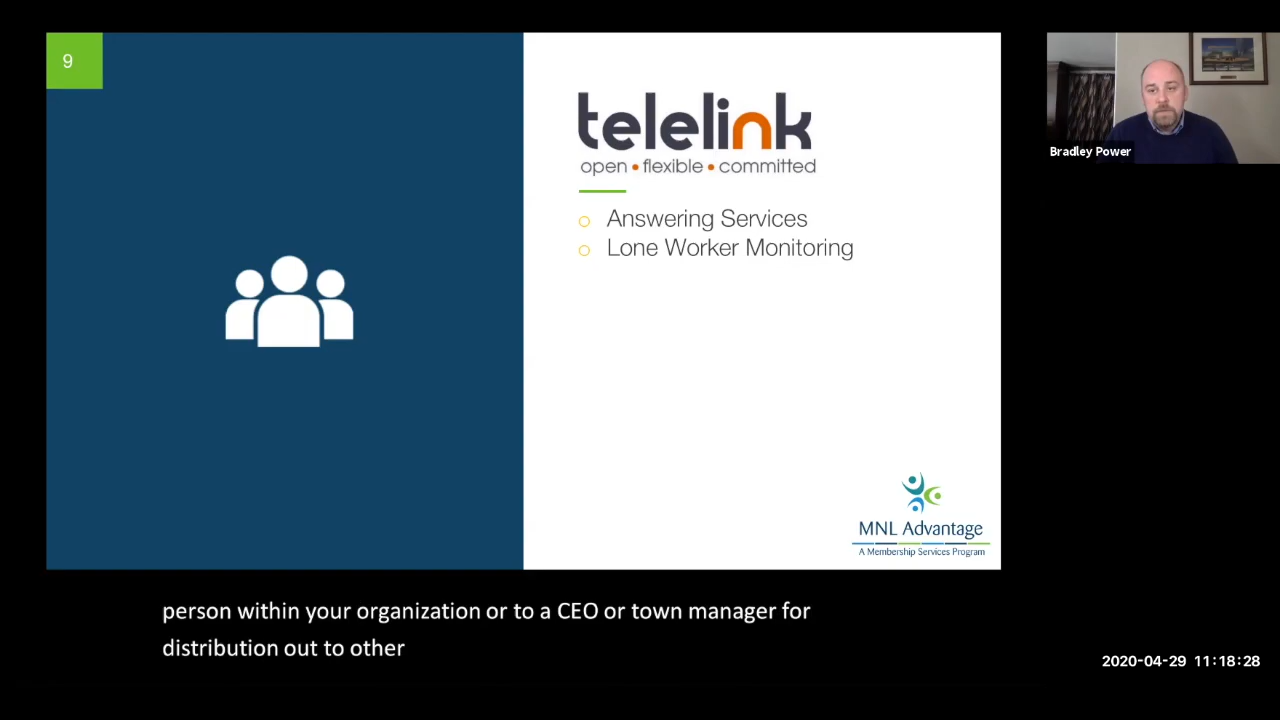 9
telelink
open • flexible • committed
Answering Services
Lone Worker Monitoring
MNL Advantage
A Membership Services Program
Bradley Power
person within your organization or to a CEO or town manager for
distribution out to other
2020-04-29 11:18:28